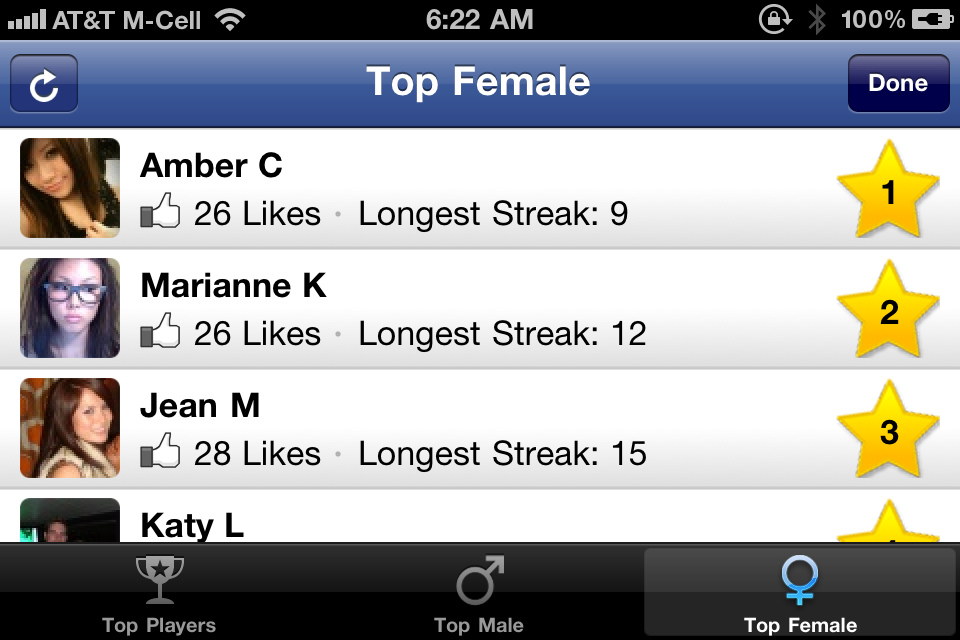 AT&T M-Cell 6:22 AM 100%
Top Female Done
Amber C
26 Likes · Longest Streak: 9
1
Marianne K
26 Likes · Longest Streak: 12
2
Jean M
28 Likes · Longest Streak: 15
3
Katy L
Top Players Top Male Top Female